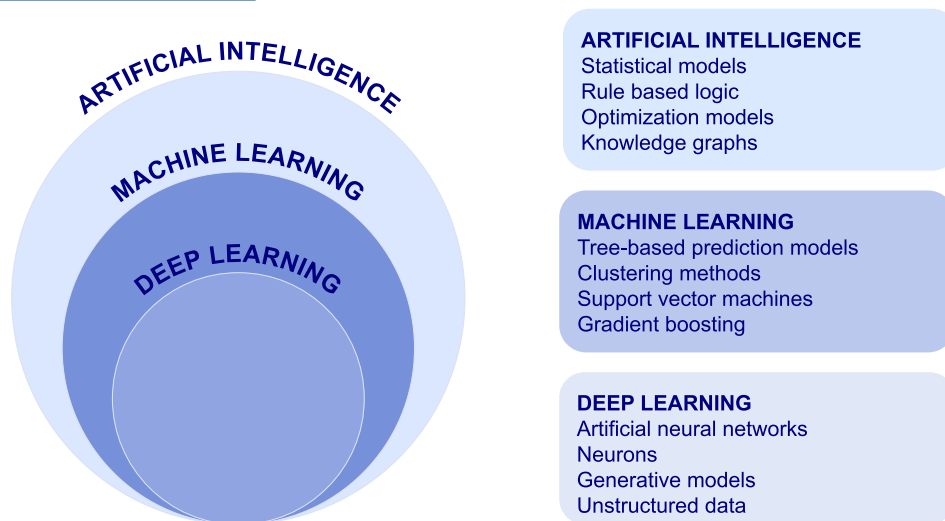 ARTIFICIAL INTELLIGENCE
MACHINE LEARNING
DEEP LEARNING
ARTIFICIAL INTELLIGENCE
Statistical models
Rule based logic
Optimization models
Knowledge graphs
MACHINE LEARNING
Tree-based prediction models
Clustering methods
Support vector machines
Gradient boosting
DEEP LEARNING
Artificial neural networks
Neurons
Generative models
Unstructured data